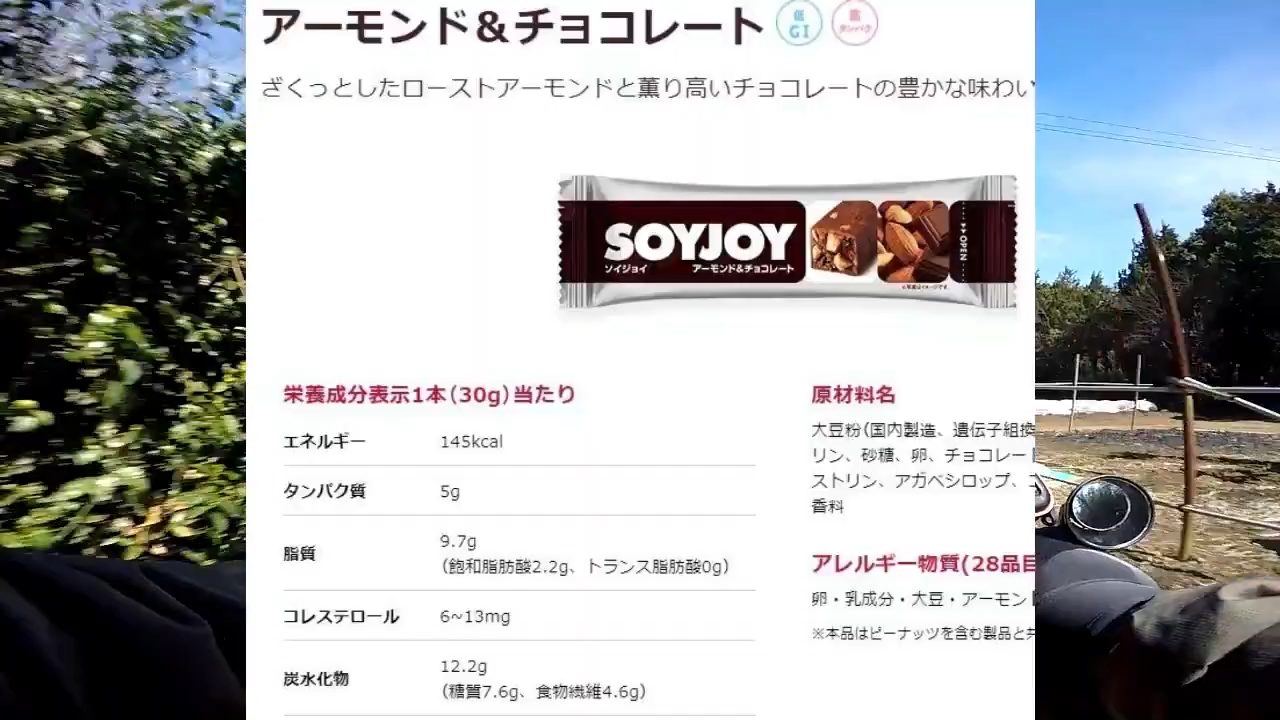 アーモンド&チョコレート 低GI 高タンパク
ざくっとしたローストアーモンドと薫り高いチョコレートの豊かな味わい
SOYJOY
ソイジョイ アーモンド&チョコレート
OPEN
栄養成分表示1本(30g)当たり
エネルギー 145kcal
タンパク質 5g
脂質 9.7g
(飽和脂肪酸2.2g、トランス脂肪酸0g)
コレステロール 6~13mg
炭水化物 12.2g
(糖質7.6g、食物繊維4.6g)
原材料名
大豆粉(国内製造、遺伝子組換
リン、砂糖、卵、チョコレー
ストリン、アガベシロップ、
香料
アレルギー物質(28品目
卵・乳成分・大豆・アーモン
※本品はピーナッツを含む製品と